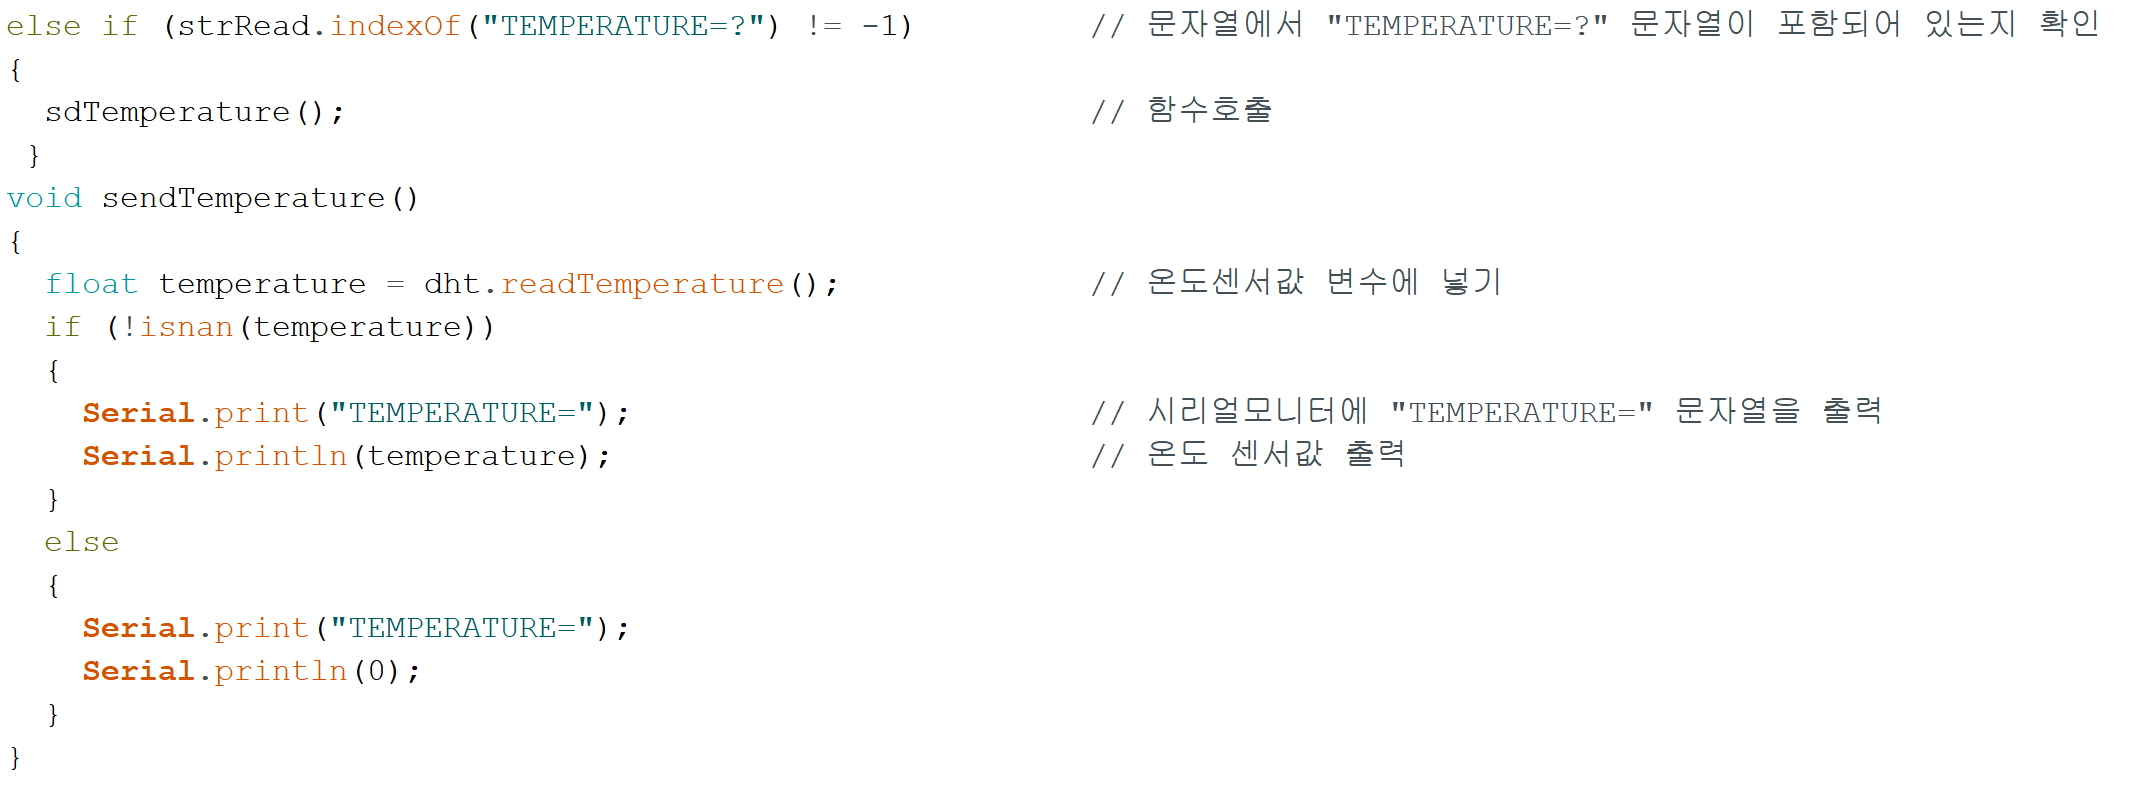 else if (strRead.indexOf("TEMPERATURE=?") != -1) // 문자열에서 "TEMPERATURE=?" 문자열이 포함되어 있는지 확인
{
sdTemperature(); // 함수호출
}
void sendTemperature()
{
float temperature = dht.readTemperature(); // 온도센서값 변수에 넣기
if (!isnan(temperature))
{
Serial.print("TEMPERATURE="); // 시리얼모니터에 "TEMPERATURE=" 문자열을 출력
Serial.println(temperature); // 온도 센서값 출력
}
else
{
Serial.print("TEMPERATURE=");
Serial.println(0);
}
}